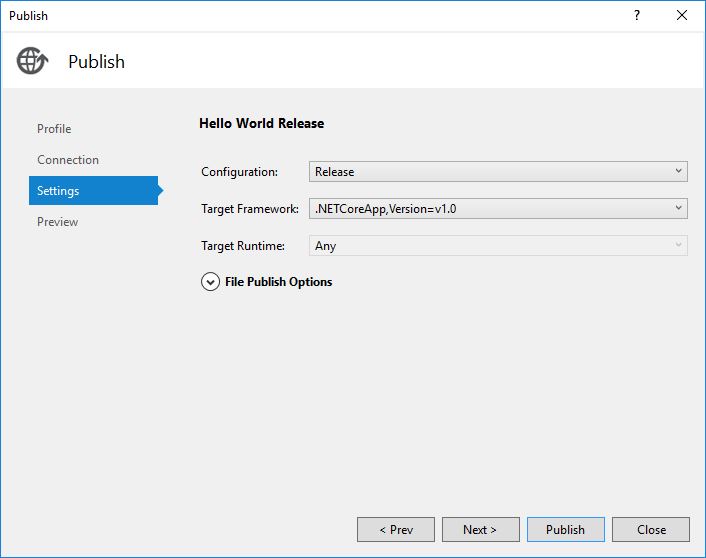 Publish
?
Publish
Profile
Connection
Settings
Preview
Hello World Release
Configuration: Release
Target Framework: .NETCoreApp,Version=v1.0
Target Runtime: Any
File Publish Options
< Prev Next > Publish Close